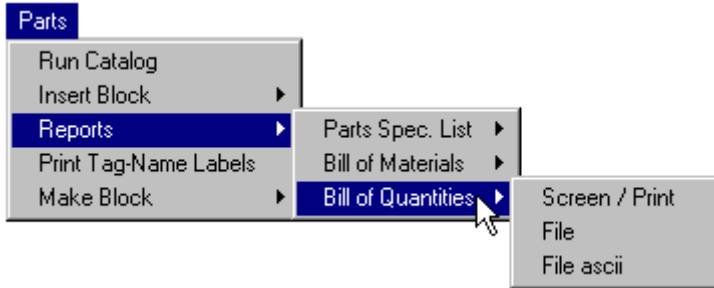 Parts
Run Catalog
Insert Block
Reports
Print Tag-Name Labels
Make Block
Parts Spec. List
Bill of Materials
Bill of Quantities
Screen / Print
File
File ascii